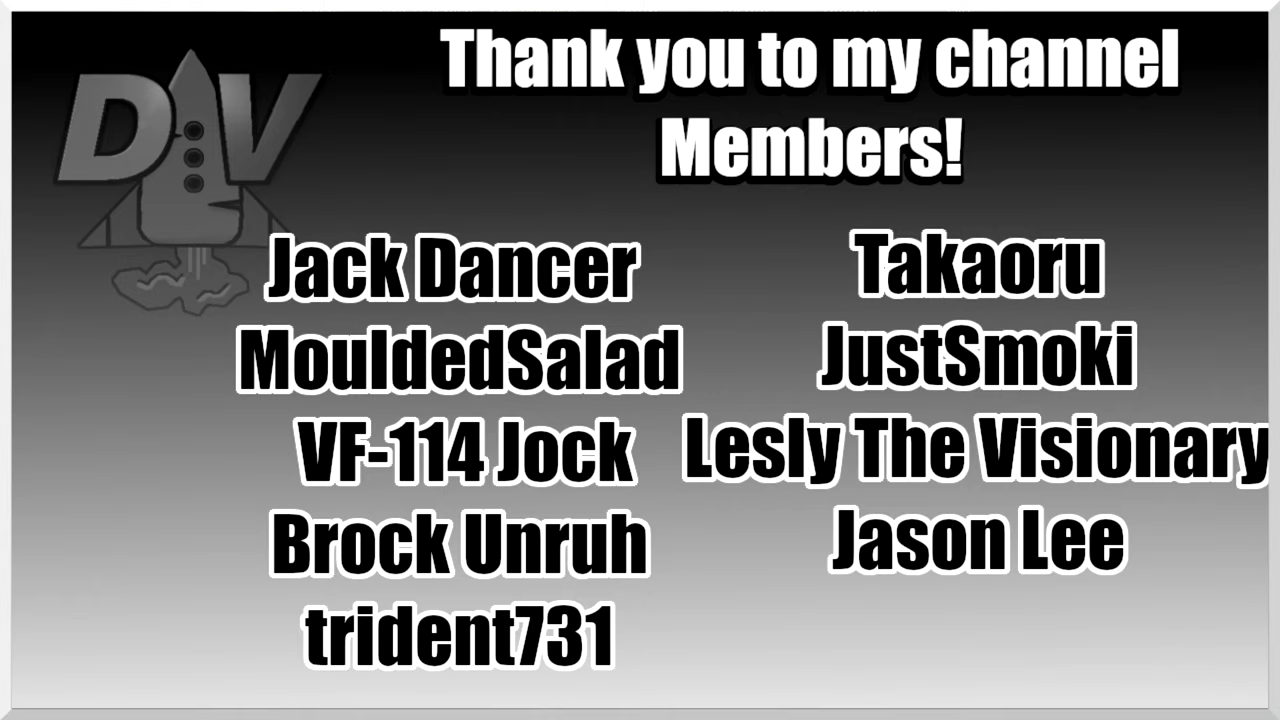 Thank you to my channel
Members!
DV
Jack Dancer
MouldedSalad
VF-114 Jock
Brock Unruh
trident731
Takaoru
JustSmoki
Lesly The Visionary
Jason Lee